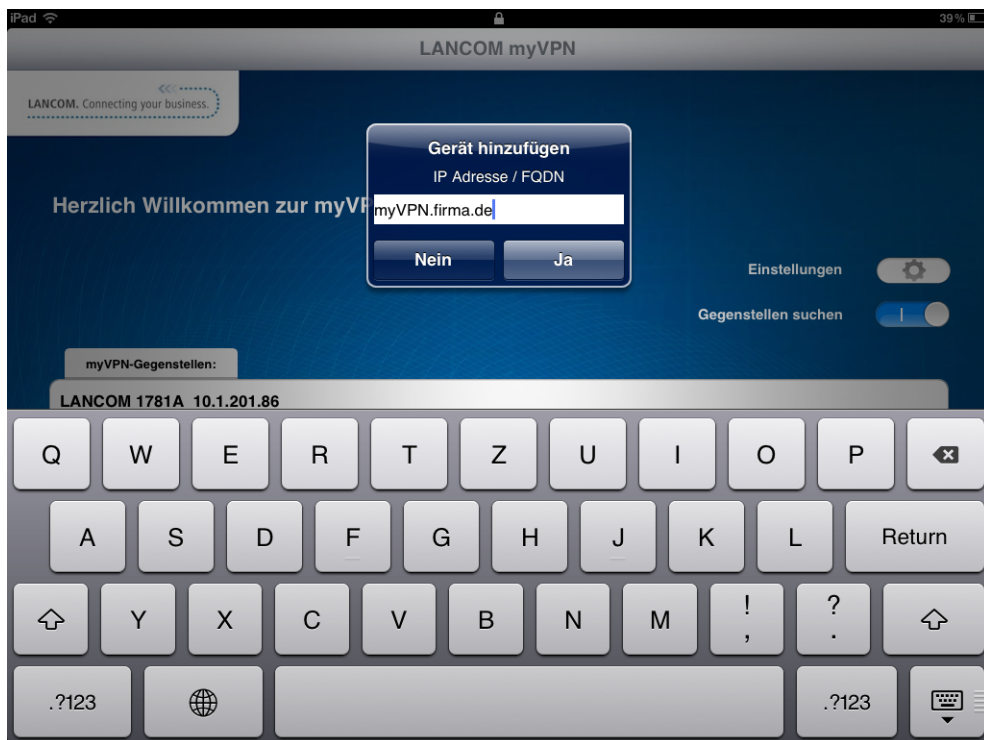 iPad 39 %
LANCOM myVPN
LANCOM. Connecting your business.
Gerät hinzufügen
IP Adresse / FQDN
myVPN.firma.de
Nein Ja
Herzlich Willkommen zur myVP
Einstellungen
Gegenstellen suchen
myVPN-Gegenstellen:
LANCOM 1781A 10.1.201.86
Q W E R T Z U I O P
A S D F G H J K L Return
Y X C V B N M ! , ? .
.?123 .?123